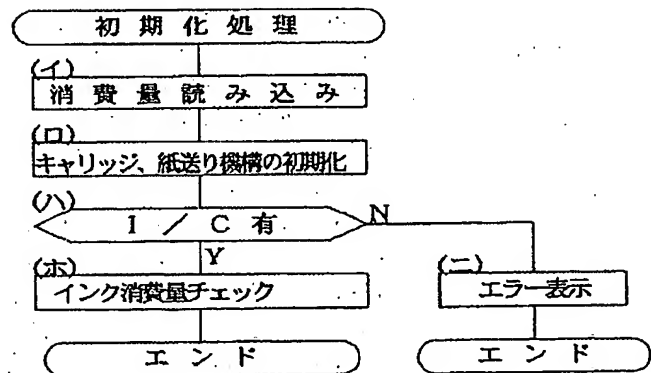 初期化処理
(イ)
消費量読み込み
(ロ)
キャリッジ、紙送り機構の初期化
(ハ)
I/C有
N
Y
(ホ)
インク消費量チェック
(ニ)
エラー表示
エンド
エンド